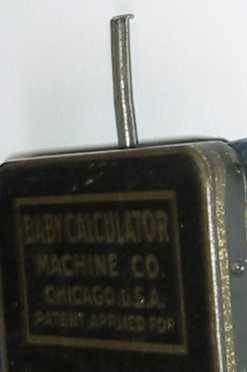 BABY CALCULATOR
MACHINE CO.
CHICAGO, U.S.A.
PATENT APPLIED FOR